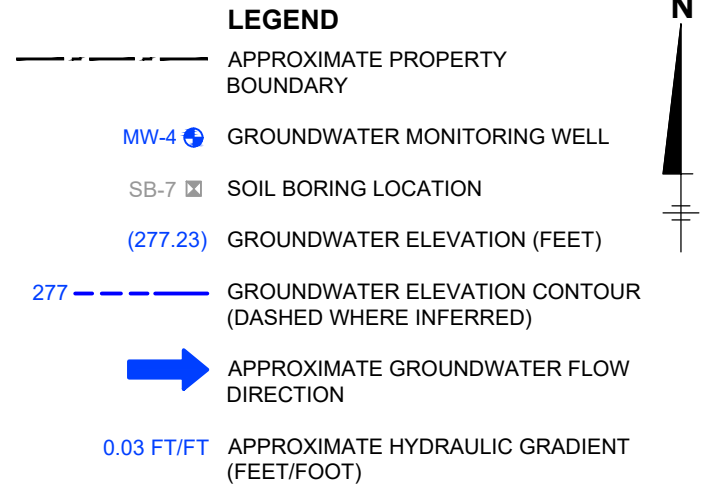 LEGEND
N
APPROXIMATE PROPERTY
BOUNDARY
MW-4 GROUNDWATER MONITORING WELL
SB-7 SOIL BORING LOCATION
(277.23) GROUNDWATER ELEVATION (FEET)
277 GROUNDWATER ELEVATION CONTOUR
(DASHED WHERE INFERRED)
APPROXIMATE GROUNDWATER FLOW
DIRECTION
0.03 FT/FT APPROXIMATE HYDRAULIC GRADIENT
(FEET/FOOT)